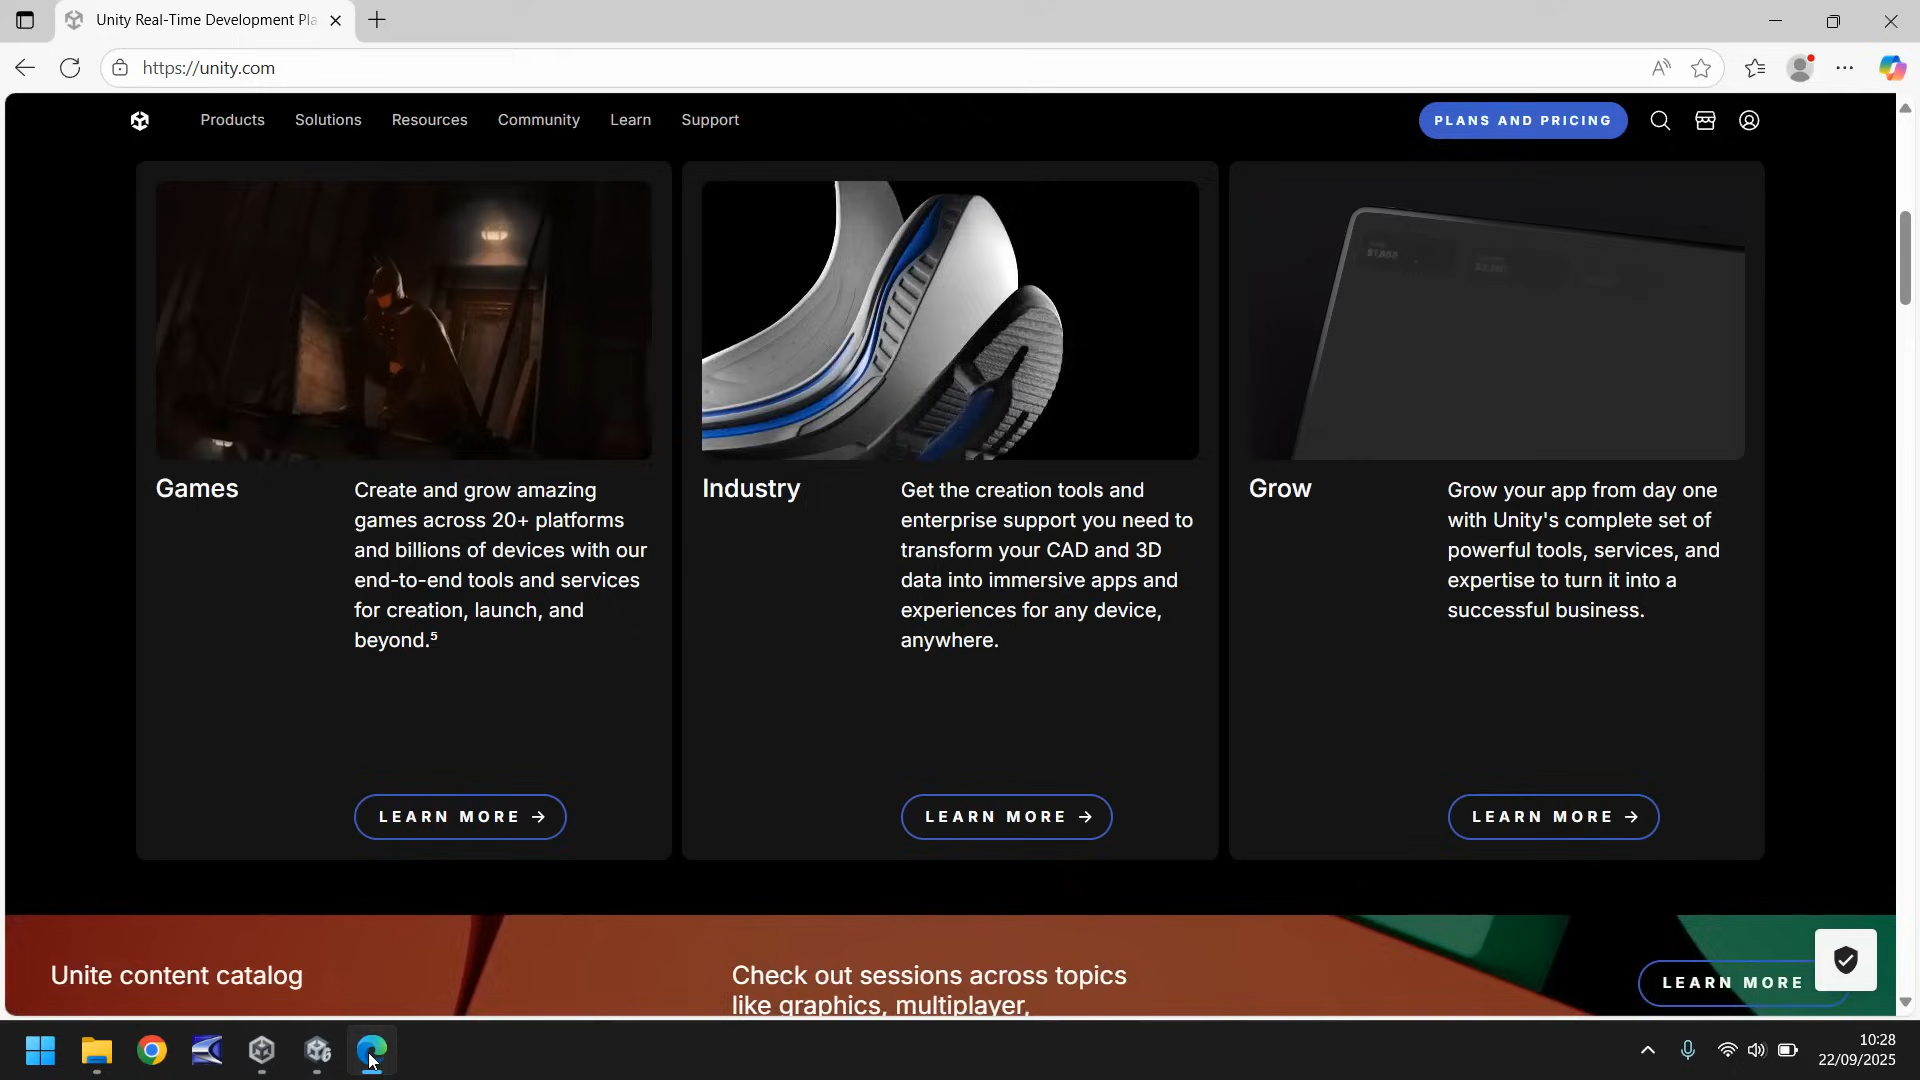 Unity Real-Time Development Pla
https://unity.com
Products
Solutions
Resources
Community
Learn
Support
PLANS AND PRICING
$1,855
Games
Create and grow amazing
games across 20+ platforms
and billions of devices with our
end-to-end tools and services
for creation, launch, and
beyond.⁵
LEARN MORE →
Industry
Get the creation tools and
enterprise support you need to
transform your CAD and 3D
data into immersive apps and
experiences for any device,
anywhere.
LEARN MORE →
Grow
Grow your app from day one
with Unity's complete set of
powerful tools, services, and
expertise to turn it into a
successful business.
LEARN MORE →
Unite content catalog
Check out sessions across topics
like graphics, multiplayer,
LEARN MORE
10:28
22/09/2025